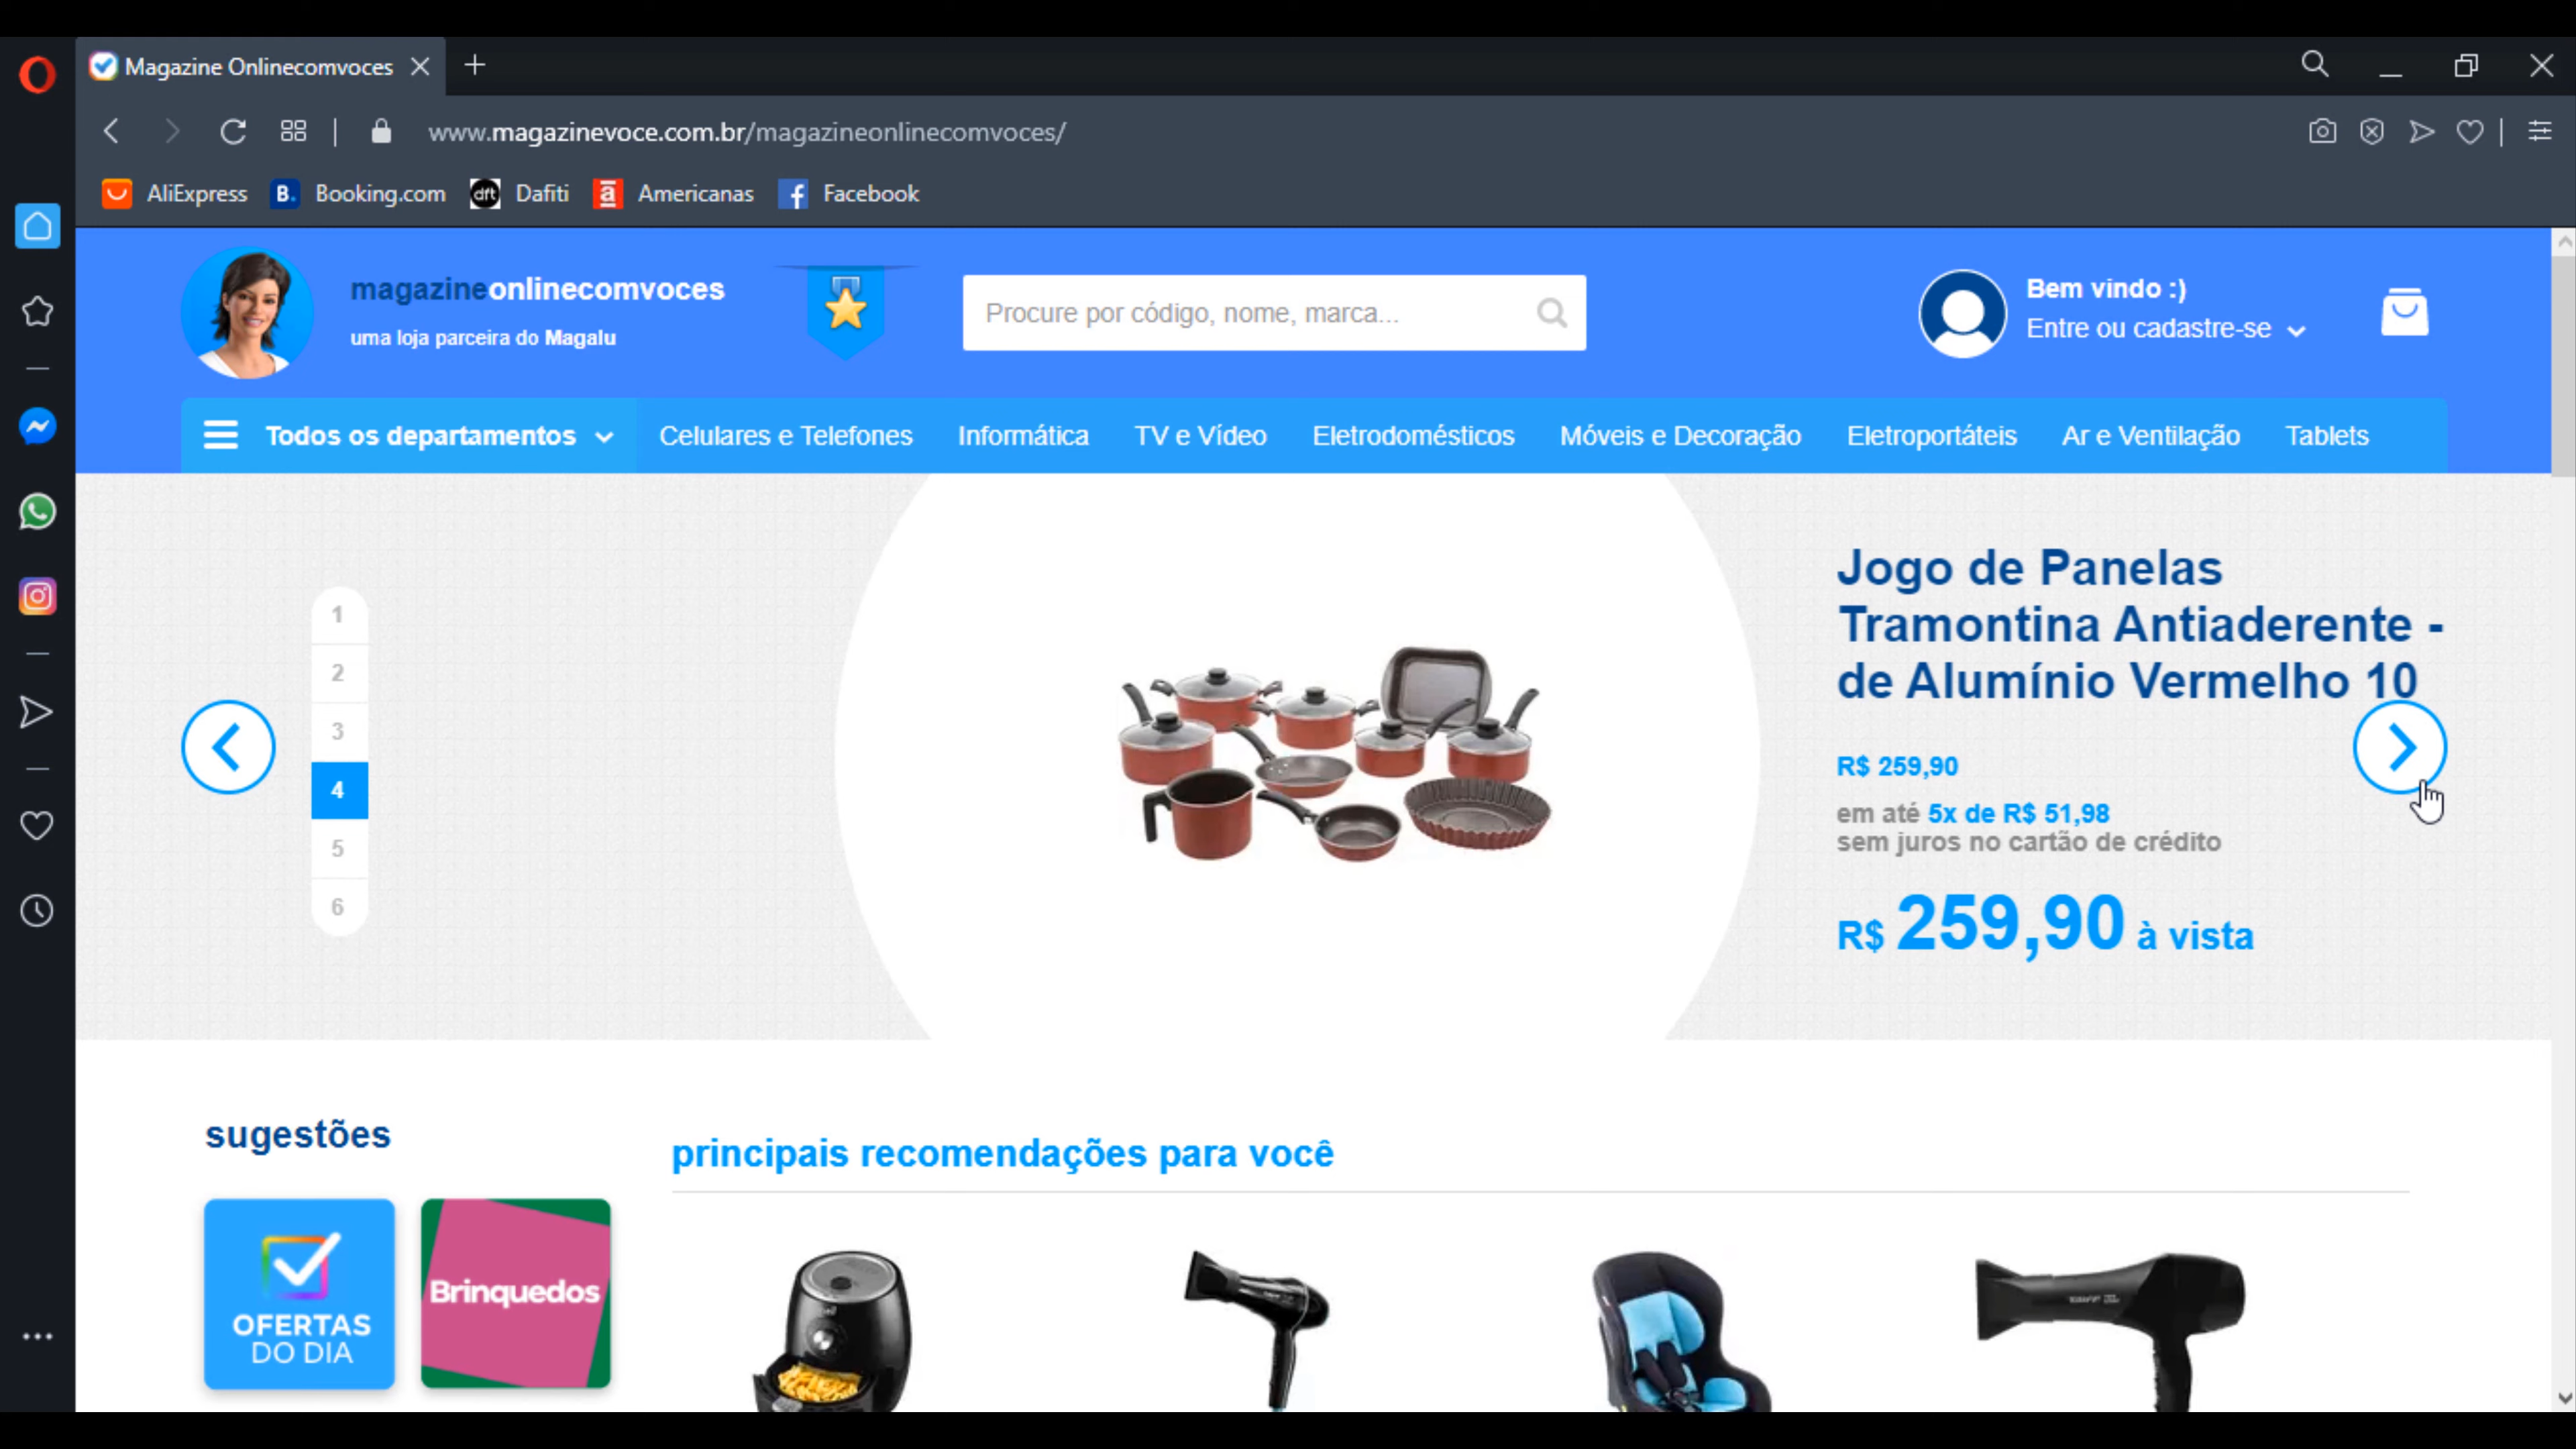 Magazine Onlinecomvoces
www.magazinevoce.com.br/magazineonlinecomvoces/
AliExpress B. Booking.com dft Dafiti a Americanas f Facebook
magazineonlinecomvoces
uma loja parceira do Magalu
Procure por código, nome, marca...
Bem vindo :)
Entre ou cadastre-se
Todos os departamentos Celulares e Telefones Informática TV e Vídeo Eletrodomésticos Móveis e Decoração Eletroportáteis Ar e Ventilação Tablets
1
2
3
4
5
6
Jogo de Panelas
Tramontina Antiaderente -
de Alumínio Vermelho 10
R$ 259,90
em até 5x de R$ 51,98
sem juros no cartão de crédito
R$ 259,90 à vista
sugestões
principais recomendações para você
OFERTAS
DO DIA
Brinquedos